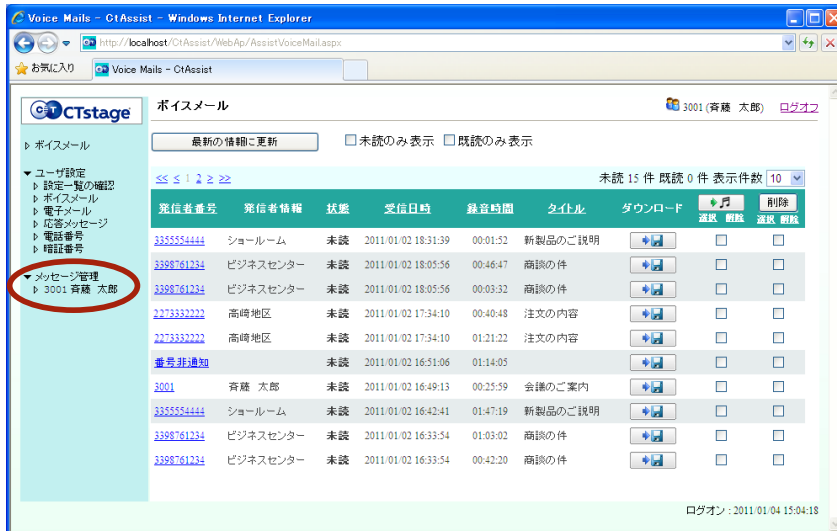 Voice Mails - CtAssist - Windows Internet Explorer
http://localhost/CtAssist/WebAp/AssistVoiceMail.aspx
お気に入り Voice Mails - CtAssist
CTstage ボイスメール 3001 (斉藤 太郎) ログオフ
最新の情報に更新 未読のみ表示 既読のみ表示
ボイスメール
ユーザ設定
設定一覧の確認
ボイスメール
電子メール
応答メッセージ
電話番号
暗証番号
メッセージ管理
3001 斉藤 太郎
<< < 1 2 > >> 未読 15 件 既読 0 件 表示件数 10
発信者番号 発信者情報 状態 受信日時 録音時間 タイトル ダウンロード 選択 解除 削除 選択 解除
3355554444 ショールーム 未読 2011/01/02 18:31:39 00:01:52 新製品のご説明
3398761234 ビジネスセンター 未読 2011/01/02 18:05:56 00:46:47 商談の件
3398761234 ビジネスセンター 未読 2011/01/02 18:05:56 00:03:32 商談の件
2273332222 高崎地区 未読 2011/01/02 17:34:10 00:40:48 注文の内容
2273332222 高崎地区 未読 2011/01/02 17:34:10 01:21:22 注文の内容
番号非通知 未読 2011/01/02 16:51:06 01:14:05
3001 斉藤 太郎 未読 2011/01/02 16:49:13 00:25:59 会議のご案内
3355554444 ショールーム 未読 2011/01/02 16:42:41 01:47:19 新製品のご説明
3398761234 ビジネスセンター 未読 2011/01/02 16:33:54 01:03:02 商談の件
3398761234 ビジネスセンター 未読 2011/01/02 16:33:54 00:42:20 商談の件
ログオン : 2011/01/04 15:04:18